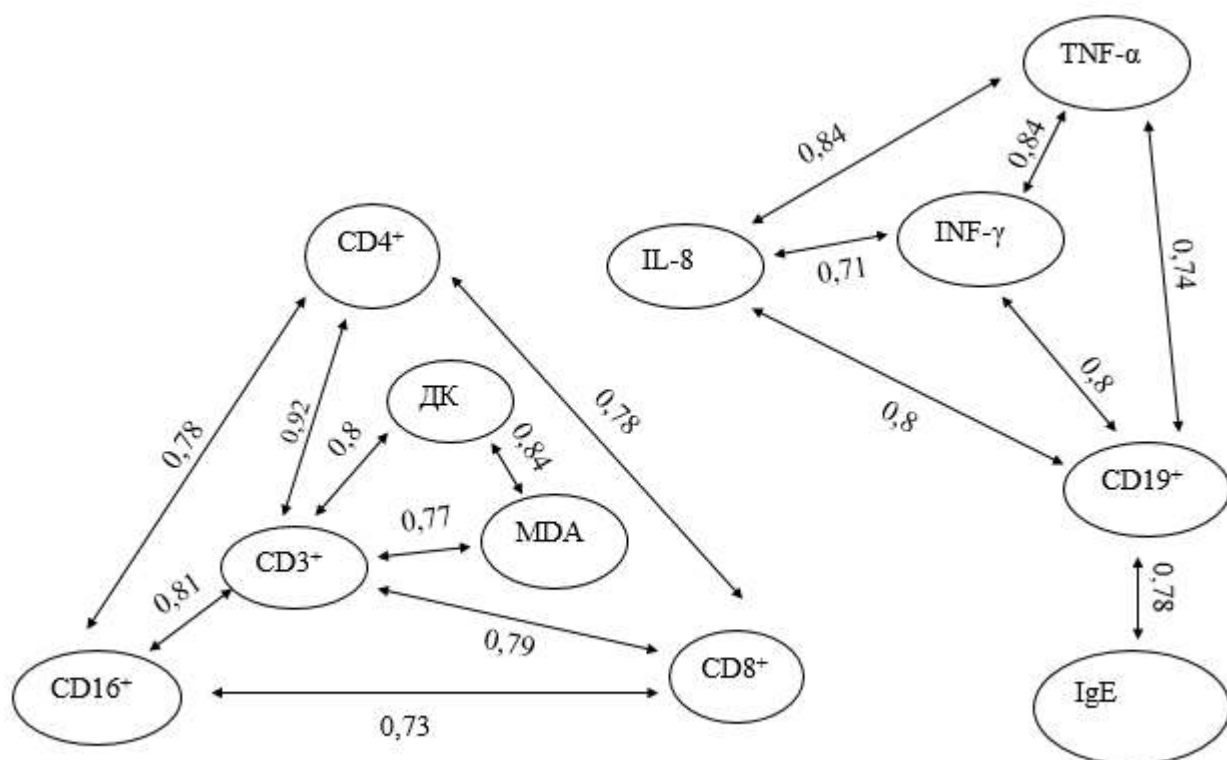 TNF-α
0,84
0,84
CD4⁺
IL-8
INF-γ
0,71
0,74
0,78
0,92
0,8
ДК
0,84
0,78
0,8
0,8
CD19⁺
CD3⁺
0,77
MDA
0,81
0,79
0,78
CD16⁺
CD8⁺
IgE
0,73